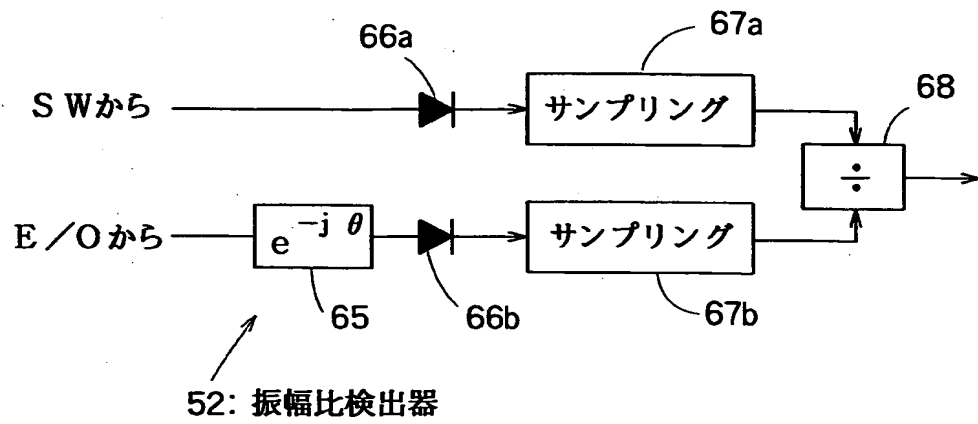 66a
67a
SWから
サンプリング
68
÷
E/Oから
e^{-jθ}
サンプリング
65
66b
67b
52: 振幅比検出器